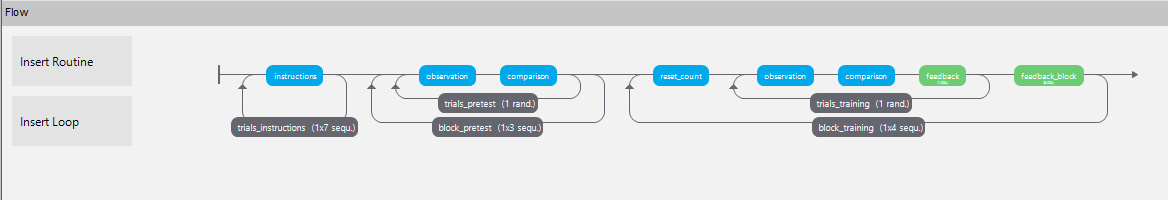 Flow
Insert Routine
Insert Loop
instructions
trials_instructions (1x7 sequ.)
observation
comparison
trials_pretest (1 rand.)
block_pretest (1x3 sequ.)
reset_count
observation
comparison
feedback
feedback_block
trials_training (1 rand.)
block_training (1x4 sequ.)